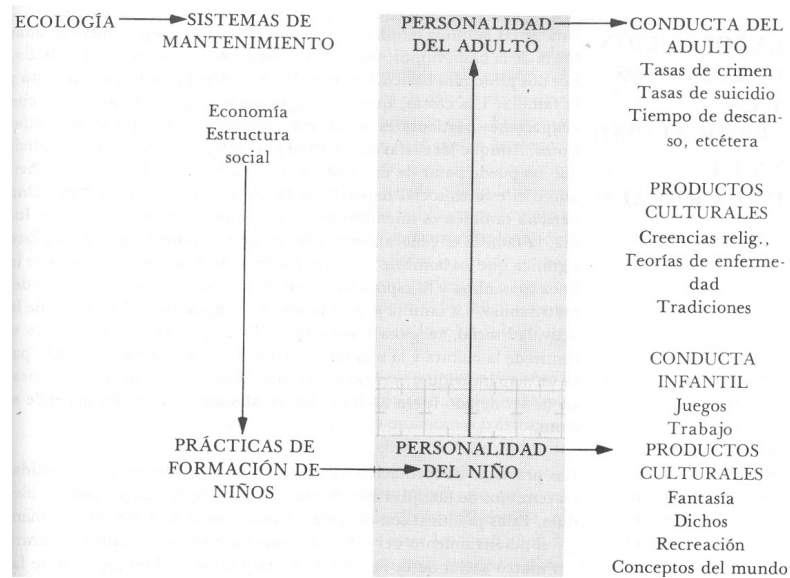 ECOLOGÍA
SISTEMAS DE
MANTENIMIENTO
Economía
Estructura
social
PRÁCTICAS DE
FORMACIÓN DE
NIÑOS
PERSONALIDAD
DEL ADULTO
PERSONALIDAD
DEL NIÑO
CONDUCTA DEL
ADULTO
Tasas de crimen
Tasas de suicidio
Tiempo de descan-
so, etcétera
PRODUCTOS
CULTURALES
Creencias relig.,
Teorías de enferme-
dad
Tradiciones
CONDUCTA
INFANTIL
Juegos
Trabajo
PRODUCTOS
CULTURALES
Fantasía
Dichos
Recreación
Conceptos del mundo